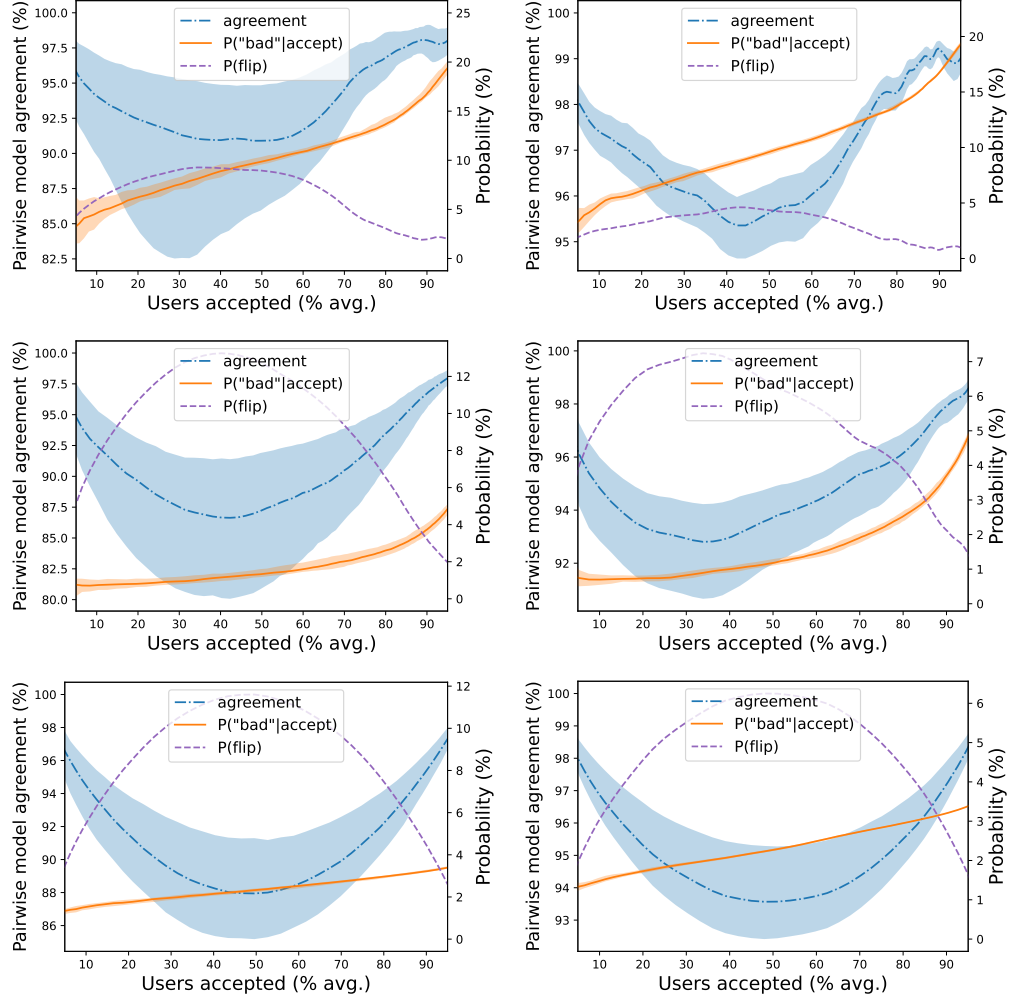 agreement
P("bad"|accept)
P(flip)
Pairwise model agreement (%)
100.0
97.5
95.0
92.5
90.0
87.5
85.0
82.5
25
20
15
10
5
0
Probability (%)
10 20 30 40 50 60 70 80 90
Users accepted (% avg.)
agreement
P("bad"|accept)
P(flip)
Pairwise model agreement (%)
100
99
98
97
96
95
20
15
10
5
0
Probability (%)
10 20 30 40 50 60 70 80 90
Users accepted (% avg.)
agreement
P("bad"|accept)
P(flip)
Pairwise model agreement (%)
100.0
97.5
95.0
92.5
90.0
87.5
85.0
82.5
80.0
12
10
8
6
4
2
0
Probability (%)
10 20 30 40 50 60 70 80 90
Users accepted (% avg.)
agreement
P("bad"|accept)
P(flip)
Pairwise model agreement (%)
100
98
96
94
92
7
6
5
4
3
2
1
0
Probability (%)
10 20 30 40 50 60 70 80 90
Users accepted (% avg.)
agreement
P("bad"|accept)
P(flip)
Pairwise model agreement (%)
100
98
96
94
92
90
88
86
12
10
8
6
4
2
0
Probability (%)
10 20 30 40 50 60 70 80 90
Users accepted (% avg.)
agreement
P("bad"|accept)
P(flip)
Pairwise model agreement (%)
100
99
98
97
96
95
94
93
6
5
4
3
2
1
0
Probability (%)
10 20 30 40 50 60 70 80 90
Users accepted (% avg.)